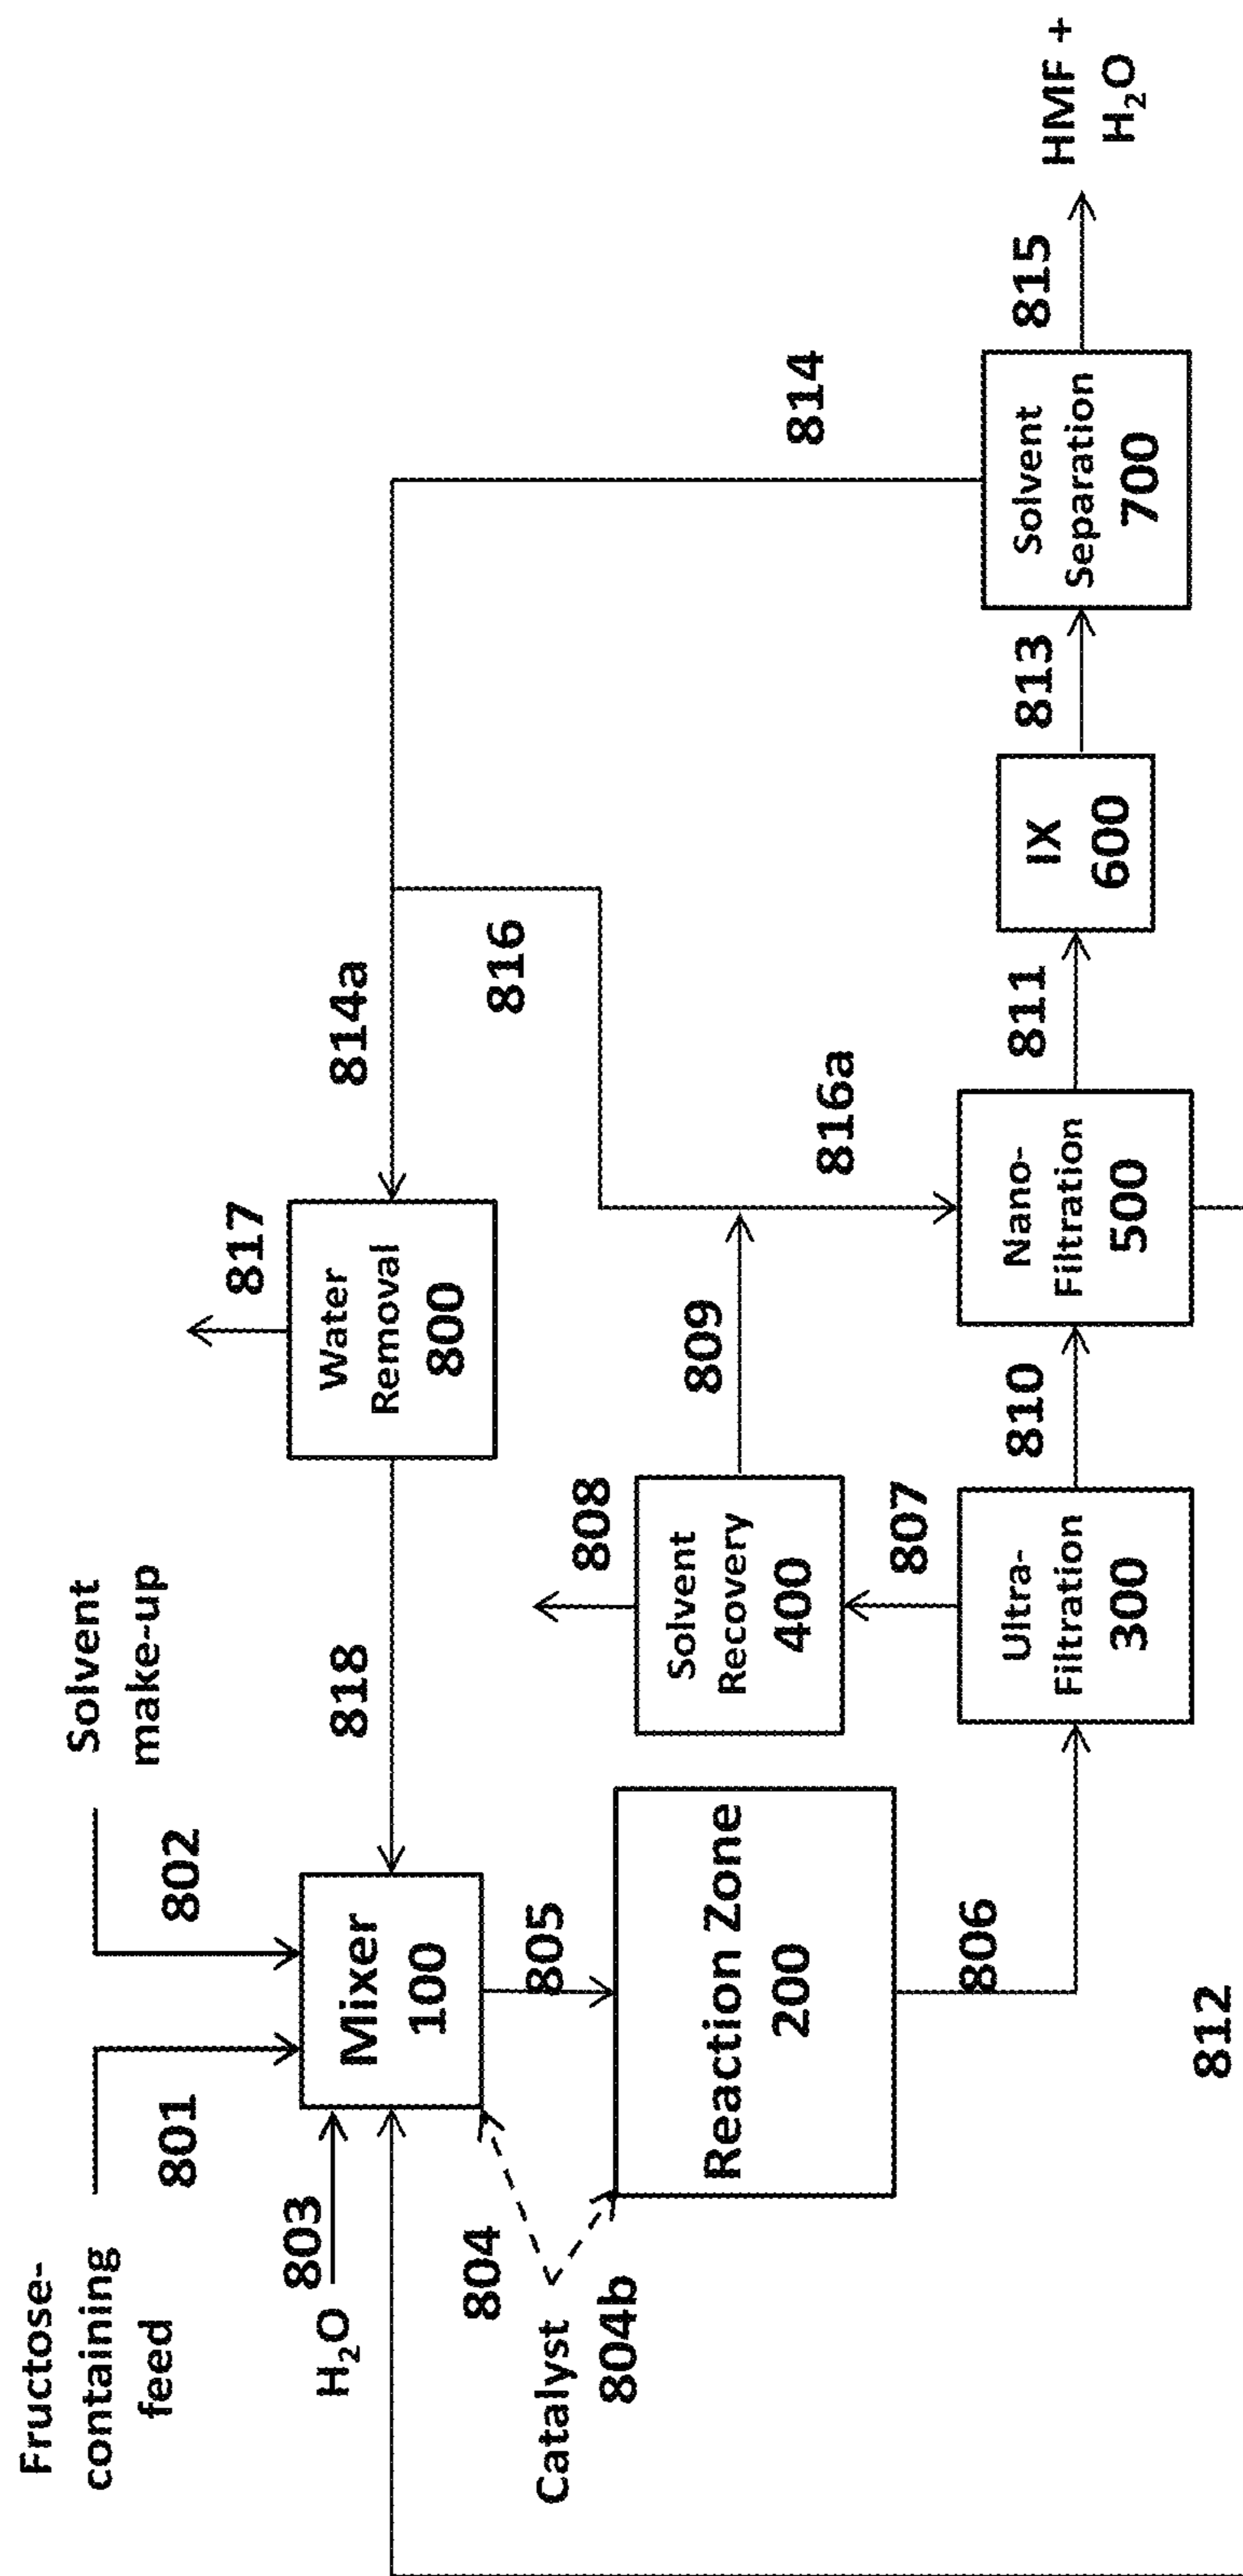 Fructose-
containing
feed
801
Solvent
make-up
802
H₂O
803
Mixer
100
818
Water
Removal
800
817
814a
814
816
804
Catalyst
804b
805
Reaction Zone
200
806
Solvent
Recovery
400
808
809
807
816a
Ultra-
Filtration
300
810
Nano-
Filtration
500
811
IX
600
813
Solvent
Separation
700
815
HMF +
H₂O
812